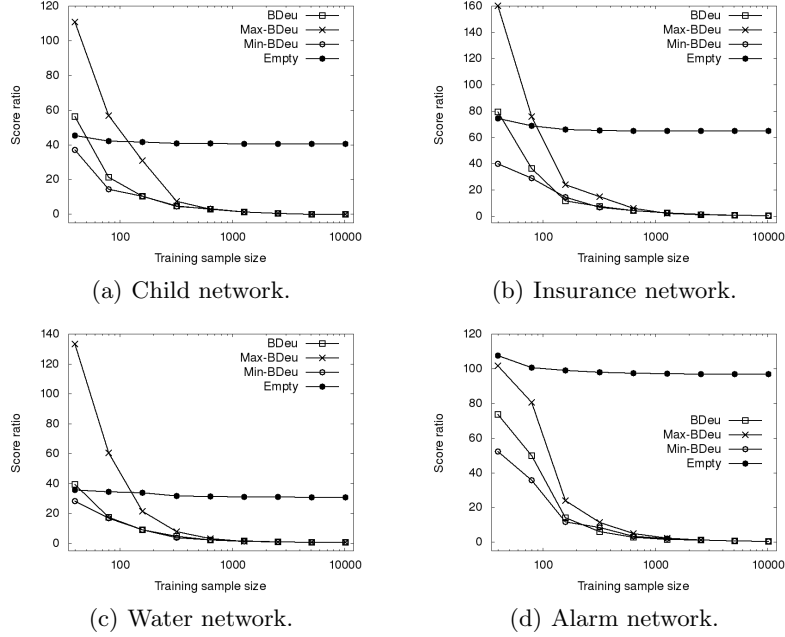 120
100
80
60
40
20
0
Score ratio
BDeu
Max-BDeu
Min-BDeu
Empty
100 1000 10000
Training sample size
(a) Child network.
160
140
120
100
80
60
40
20
0
Score ratio
BDeu
Max-BDeu
Min-BDeu
Empty
100 1000 10000
Training sample size
(b) Insurance network.
140
120
100
80
60
40
20
0
Score ratio
BDeu
Max-BDeu
Min-BDeu
Empty
100 1000 10000
Training sample size
(c) Water network.
120
100
80
60
40
20
0
Score ratio
BDeu
Max-BDeu
Min-BDeu
Empty
100 1000 10000
Training sample size
(d) Alarm network.